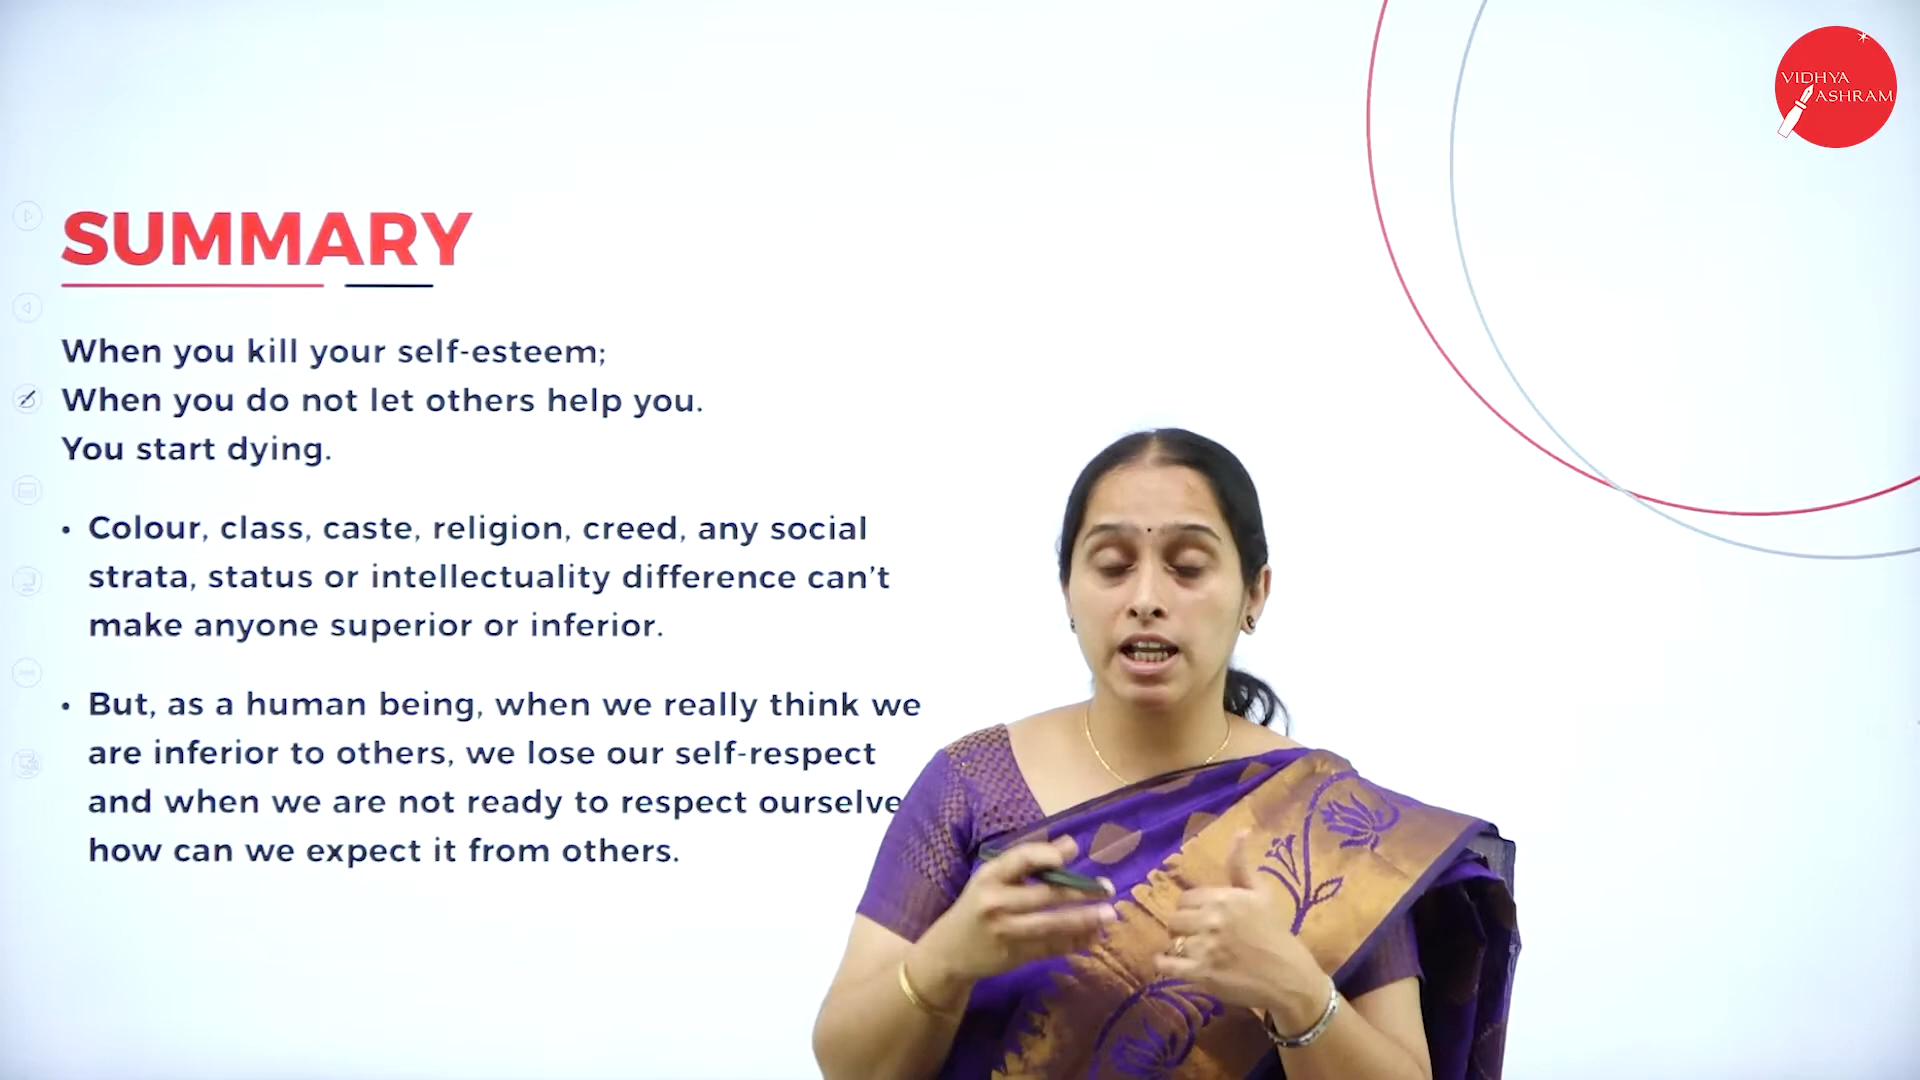 VIDHYA
ASHRAM
SUMMARY
When you kill your self-esteem;
When you do not let others help you.
You start dying.
• Colour, class, caste, religion, creed, any social
strata, status or intellectuality difference can't
make anyone superior or inferior.
• But, as a human being, when we really think we
are inferior to others, we lose our self-respect
and when we are not ready to respect ourselve
how can we expect it from others.